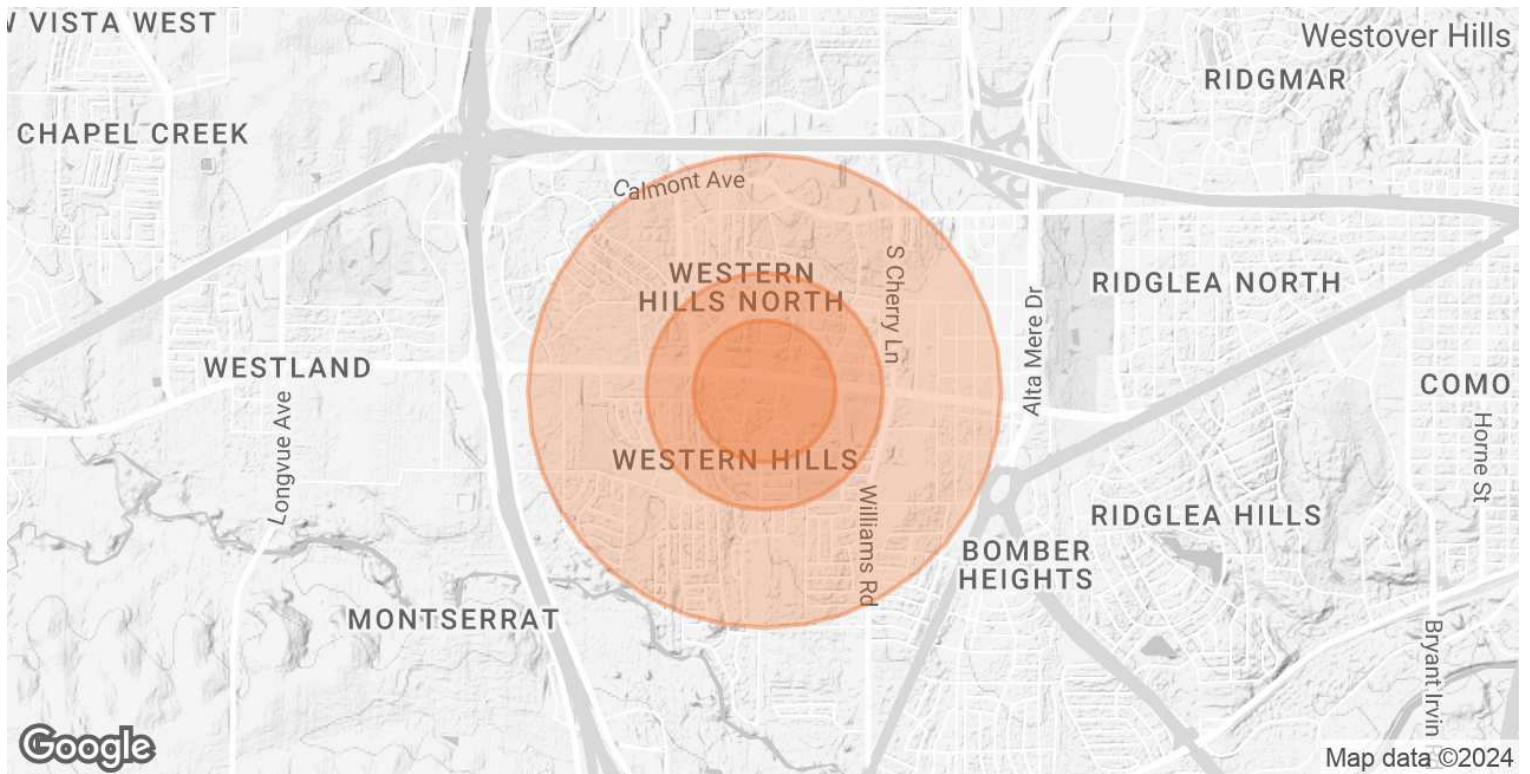 V VISTA WEST
Westover Hills
RIDGMAR
CHAPEL CREEK
Calmont Ave
WESTERN
HILLS NORTH
S Cherry Ln
RIDGLEA NORTH
Alta Mere Dr
WESTLAND
COMO
Longvue Ave
Horne St
WESTERN HILLS
Williams Rd
RIDGLEA HILLS
BOMBER
HEIGHTS
MONTSERRAT
Bryant Irvin
Google
Map data ©2024